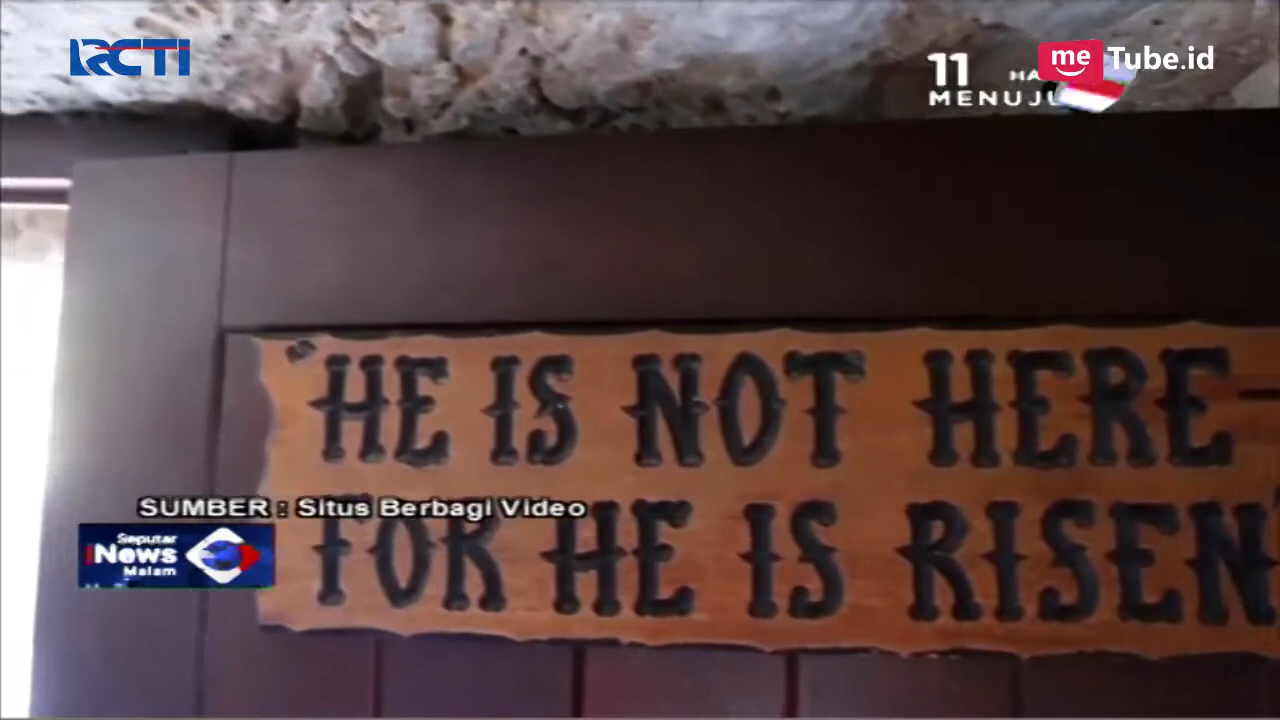 RCTI
11
me Tube.id
"HE IS NOT HERE—
FOR HE IS RISEN"
SUMBER : Situs Berbagi Video
Seputar
iNews
Malam